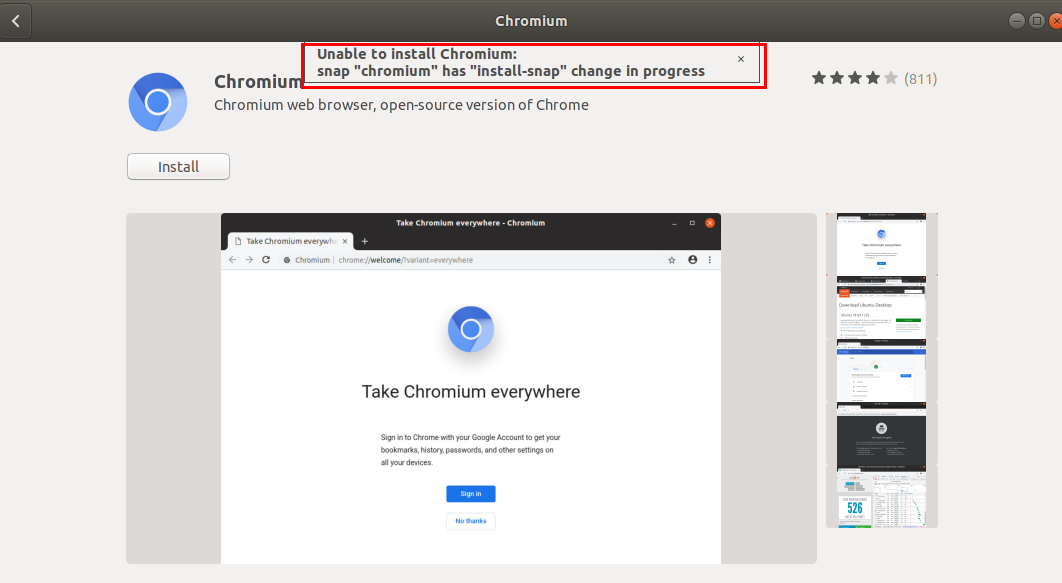 Chromium
Unable to install Chromium:
snap "chromium" has "install-snap" change in progress
Chromium
(811)
Chromium web browser, open-source version of Chrome
Install
Take Chromium everywhere - Chromium
Take Chromium everywhe
Chromium | chrome://welcome/?variant=everywhere
Take Chromium everywhere
Sign in to Chrome with your Google Account to get your
bookmarks, history, passwords, and other settings on
all your devices.
Sign in
No thanks
Take Chromium everywhere
Download Ubuntu Desktop
526